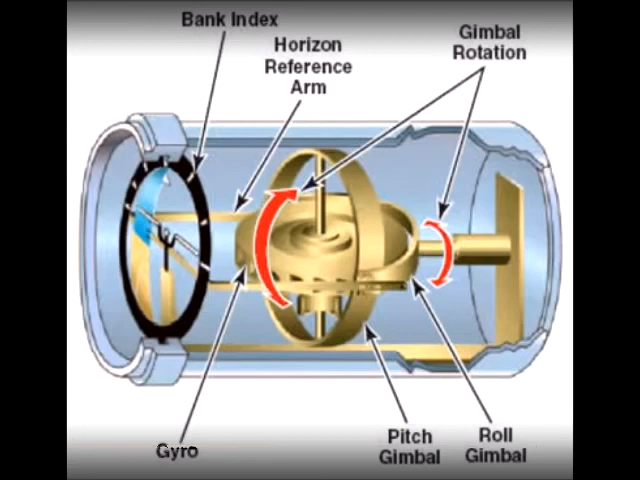 Bank Index
Horizon
Reference
Arm
Gimbal
Rotation
Gyro
Pitch
Gimbal
Roll
Gimbal